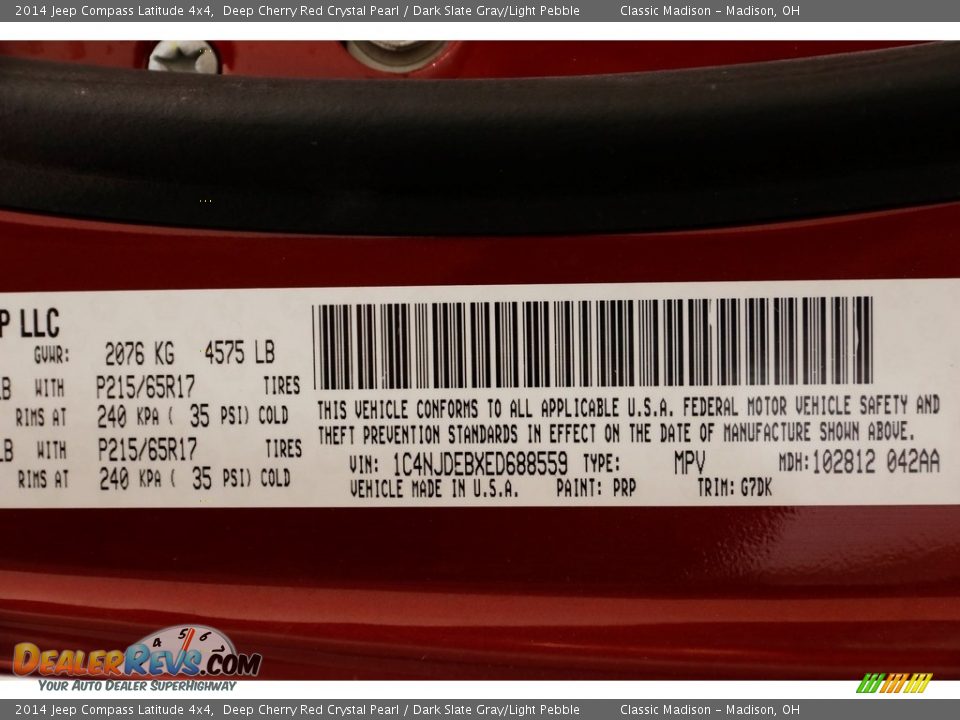 2014 Jeep Compass Latitude 4x4, Deep Cherry Red Crystal Pearl / Dark Slate Gray/Light Pebble Classic Madison - Madison, OH
P LLC
GVWR: 2076 KG 4575 LB
LB WITH P215/65R17 TIRES
RIMS AT 240 KPA ( 35 PSI) COLD
LB WITH P215/65R17 TIRES
RIMS AT 240 KPA ( 35 PSI) COLD
THIS VEHICLE CONFORMS TO ALL APPLICABLE U.S.A. FEDERAL MOTOR VEHICLE SAFETY AND
THEFT PREVENTION STANDARDS IN EFFECT ON THE DATE OF MANUFACTURE SHOWN ABOVE.
VIN: 1C4NJDEBXED688559 TYPE: MPV MDH:102812 042AA
VEHICLE MADE IN U.S.A. PAINT: PRP TRIM: G7DK
4 5 6
DEALERREVS.COM
YOUR AUTO DEALER SUPERHIGHWAY
2014 Jeep Compass Latitude 4x4, Deep Cherry Red Crystal Pearl / Dark Slate Gray/Light Pebble Classic Madison - Madison, OH